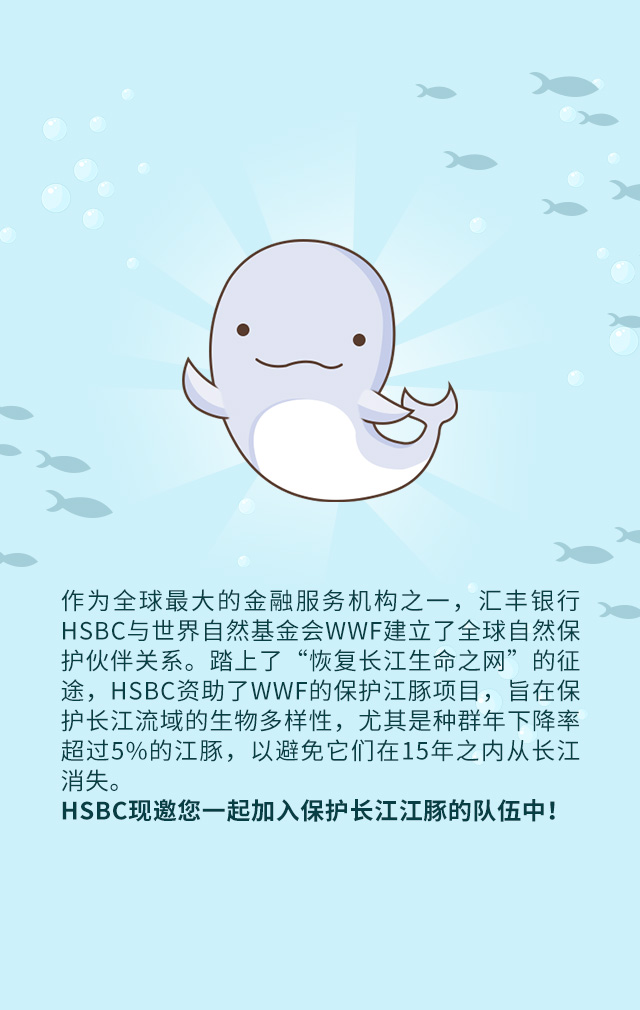 作为全球最大的金融服务机构之一，汇丰银行
HSBC与世界自然基金会WWF建立了全球自然保
护伙伴关系。踏上了“恢复长江生命之网”的征
途，HSBC资助了WWF的保护江豚项目，旨在保
护长江流域的生物多样性，尤其是种群年下降率
超过5%的江豚，以避免它们在15年之内从长江
消失。
HSBC现邀您一起加入保护长江江豚的队伍中！